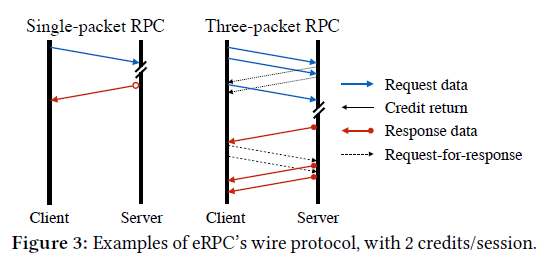 Single-packet RPC
Three-packet RPC
Request data
Credit return
Response data
Request-for-response
Client
Server
Client
Server
Figure 3: Examples of eRPC's wire protocol, with 2 credits/session.